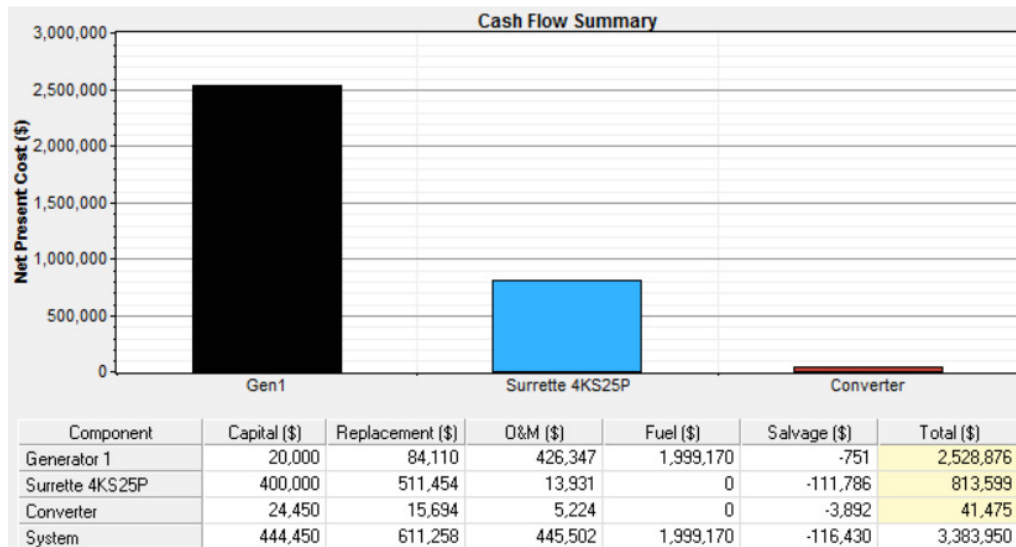 Cash Flow Summary
Net Present Cost ($)
3,000,000
2,500,000
2,000,000
1,500,000
1,000,000
500,000
0
Gen1 Surrette 4KS25P Converter
Component Capital ($) Replacement ($) O&M ($) Fuel ($) Salvage ($) Total ($)
Generator 1 20,000 84,110 426,347 1,999,170 -751 2,528,876
Surrette 4KS25P 400,000 511,454 13,931 0 -111,786 813,599
Converter 24,450 15,694 5,224 0 -3,892 41,475
System 444,450 611,258 445,502 1,999,170 -116,430 3,383,950